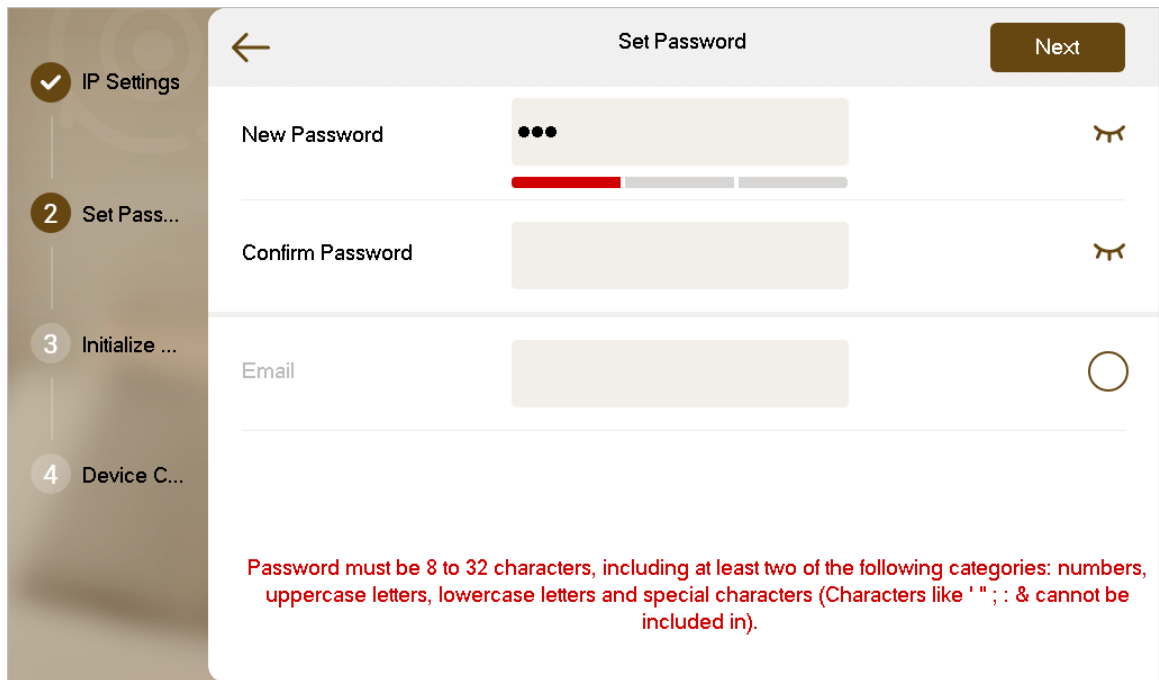 IP Settings
2 Set Pass...
3 Initialize ...
4 Device C...
Set Password
Next
New Password
●●●
Confirm Password
Email
Password must be 8 to 32 characters, including at least two of the following categories: numbers,
uppercase letters, lowercase letters and special characters (Characters like ' " ; : & cannot be
included in).